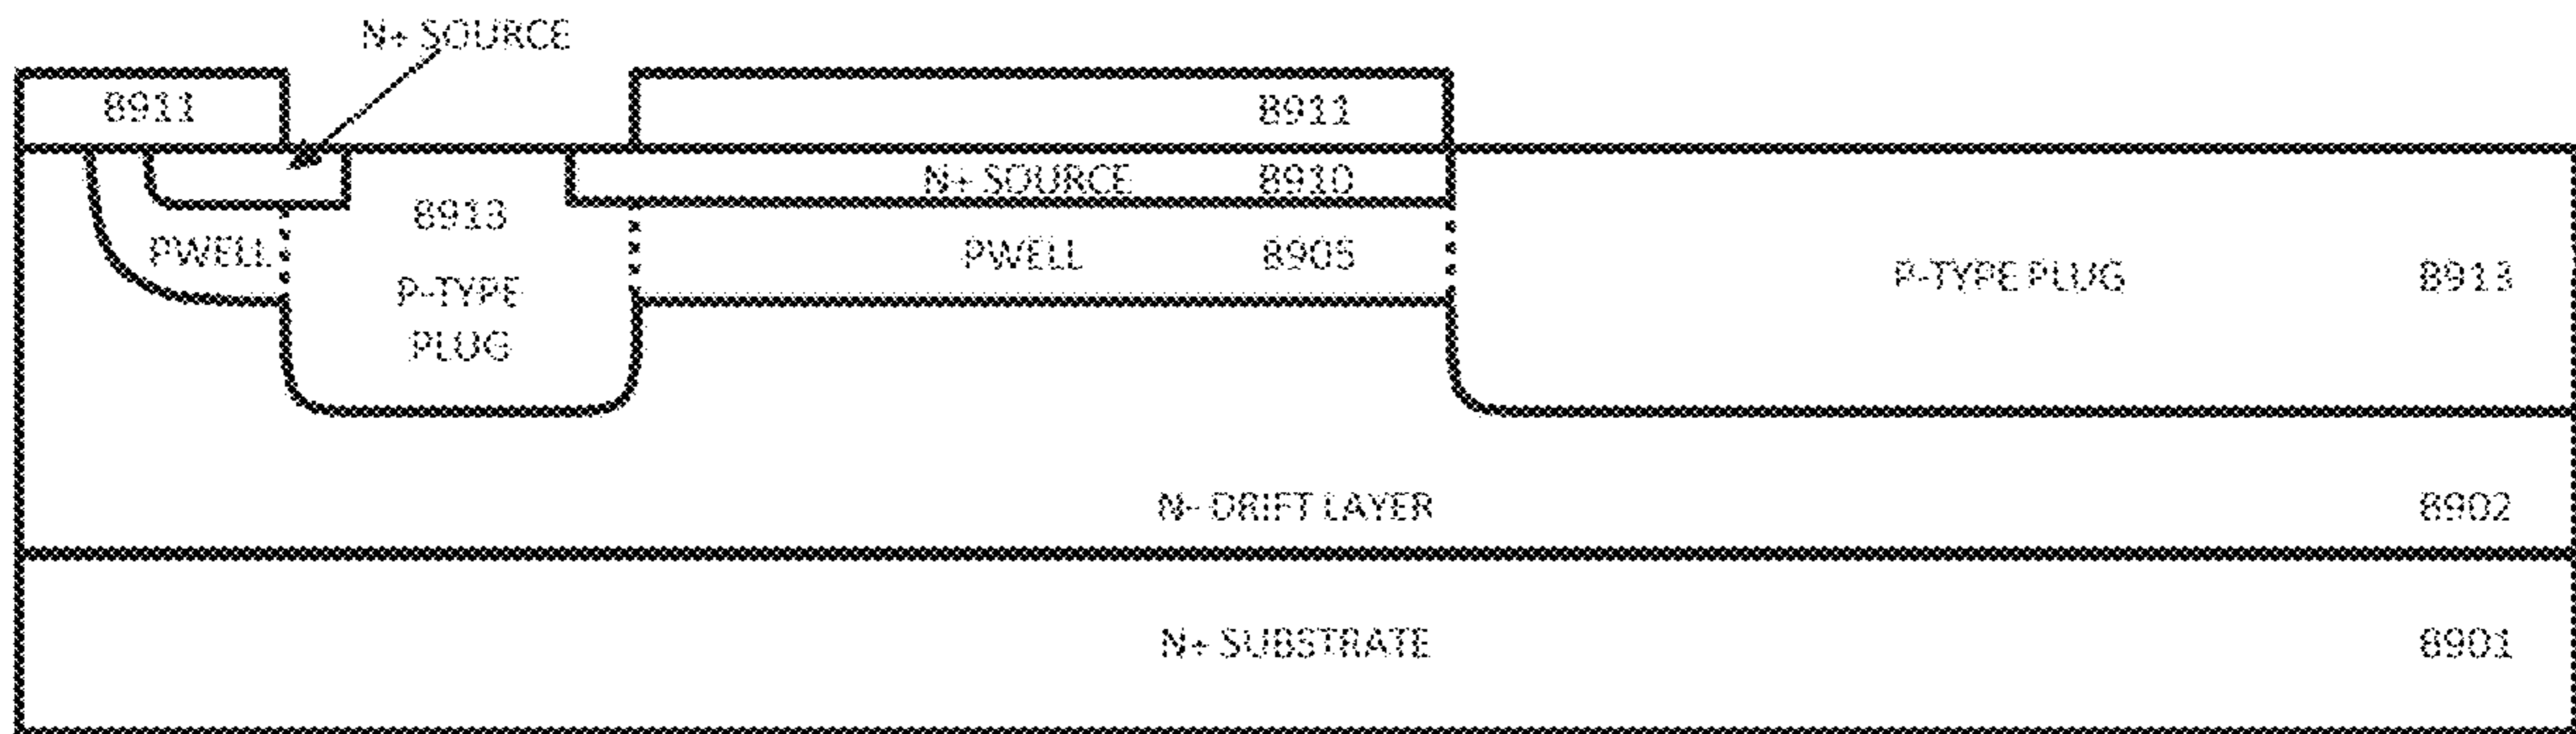 N+ SOURCE
8911
8911
N+ SOURCE 8910
8913
PWELL
PWELL 8905
P-TYPE
PLUG
P-TYPE PLUG 8913
N- DRIFT LAYER 8902
N+ SUBSTRATE 8901